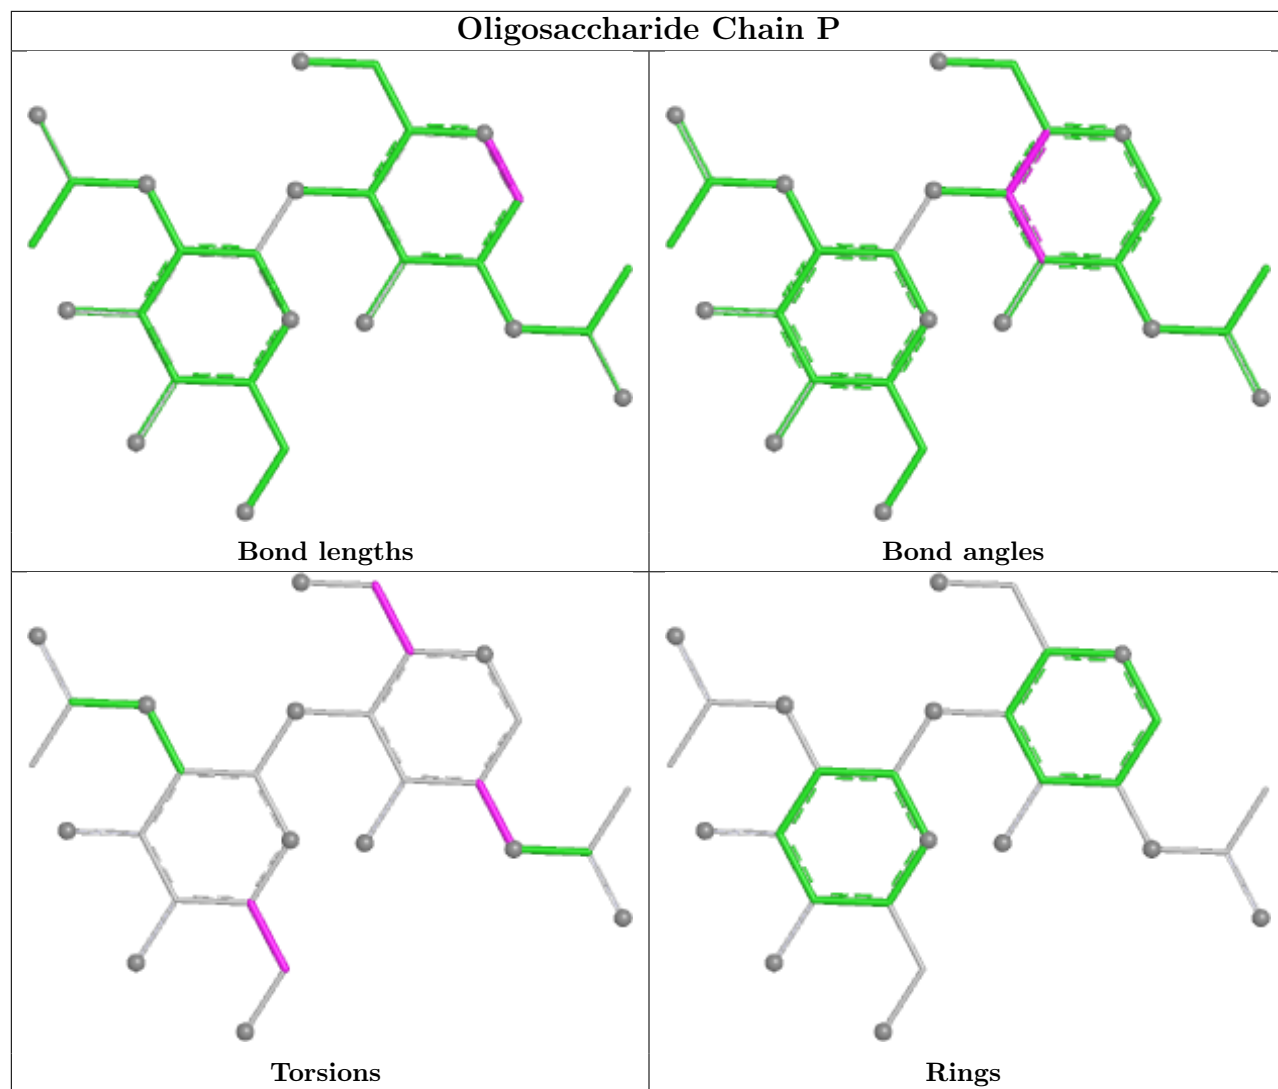 Oligosaccharide Chain P
Bond lengths
Bond angles
Torsions
Rings